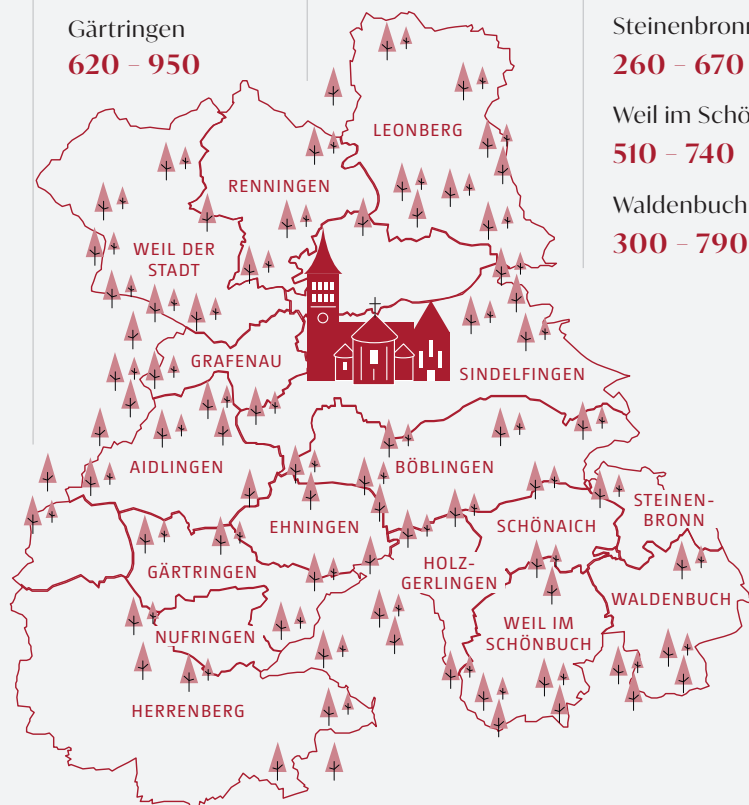 Gärtringen
620 – 950
Steinenbronn
260 – 670
Weil im Schö
510 – 740
Waldenbuch
300 – 790
LEONBERG
RENNINGEN
WEIL DER
STADT
GRAFENAU
SINDELFINGEN
AIDLINGEN
BÖBLINGEN
STEINEN-
BRONN
EHNINGEN
SCHÖNAICH
GÄRTRINGEN
HOLZ-
GERLINGEN
WALDENBUCH
NUFRINGEN
WEIL IM
SCHÖNBUCH
HERRENBERG